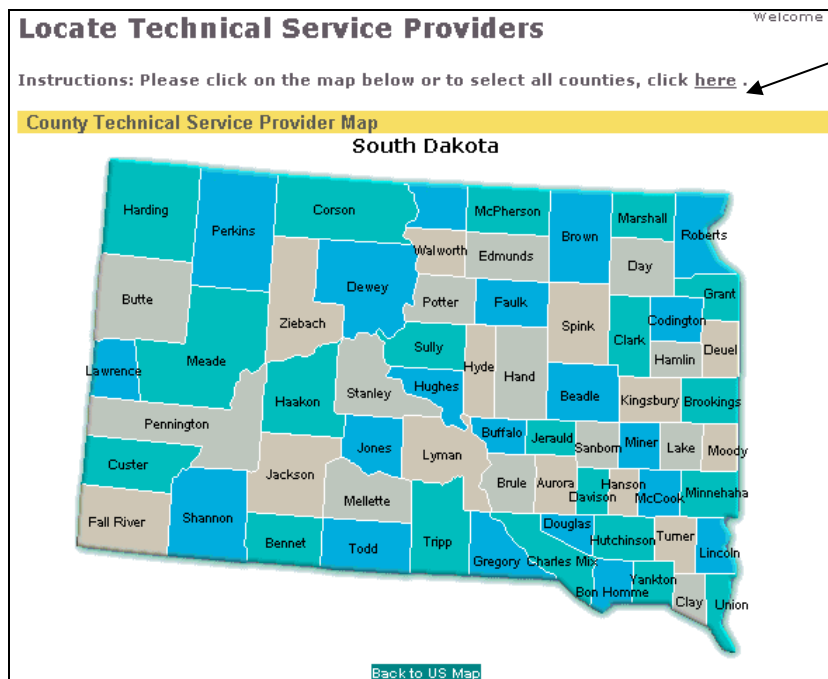 Welcome
Locate Technical Service Providers
Instructions: Please click on the map below or to select all counties, click here .
County Technical Service Provider Map
South Dakota
Harding
Perkins
Corson
McPherson
Brown
Marshall
Roberts
Walworth
Edmunds
Day
Butte
Ziebach
Dewey
Potter
Faulk
Spink
Clark
Codington
Grant
Hamlin
Deuel
Lawrence
Meade
Sully
Hyde
Hand
Haakon
Stanley
Hughes
Beadle
Kingsbury
Brookings
Pennington
Jones
Lyman
Buffalo
Jerauld
Sanborn
Miner
Lake
Moody
Custer
Jackson
Mellette
Brule
Aurora
Davison
Hanson
McCook
Minnehaha
Fall River
Shannon
Bennet
Todd
Tripp
Gregory
Charles Mix
Douglas
Hutchinson
Turner
Lincoln
Bon Homme
Yankton
Clay
Union
Back to US Map